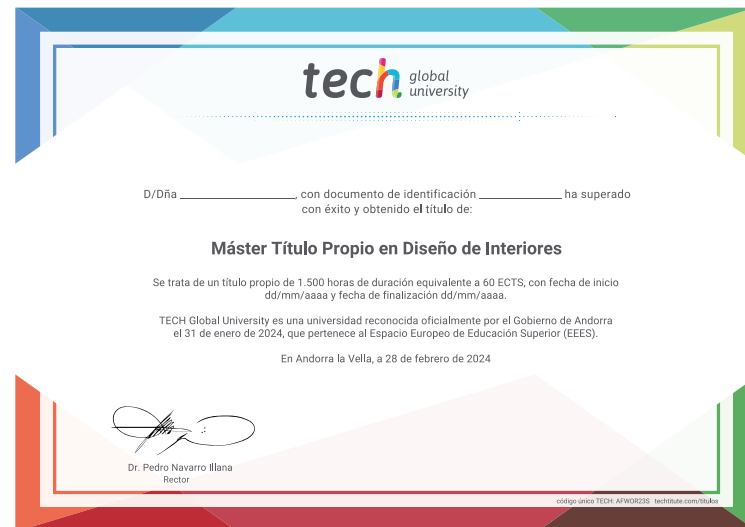 tech global university
D/Dña ____________________, con documento de identificación ______________ ha superado
con éxito y obtenido el título de:
Máster Título Propio en Diseño de Interiores
Se trata de un título propio de 1.500 horas de duración equivalente a 60 ECTS, con fecha de inicio
dd/mm/aaaa y fecha de finalización dd/mm/aaaa.
TECH Global University es una universidad reconocida oficialmente por el Gobierno de Andorra
el 31 de enero de 2024, que pertenece al Espacio Europeo de Educación Superior (EEES).
En Andorra la Vella, a 28 de febrero de 2024
Dr. Pedro Navarro Illana
Rector
código único TECH: AFWOR23S techtitute.com/titulos